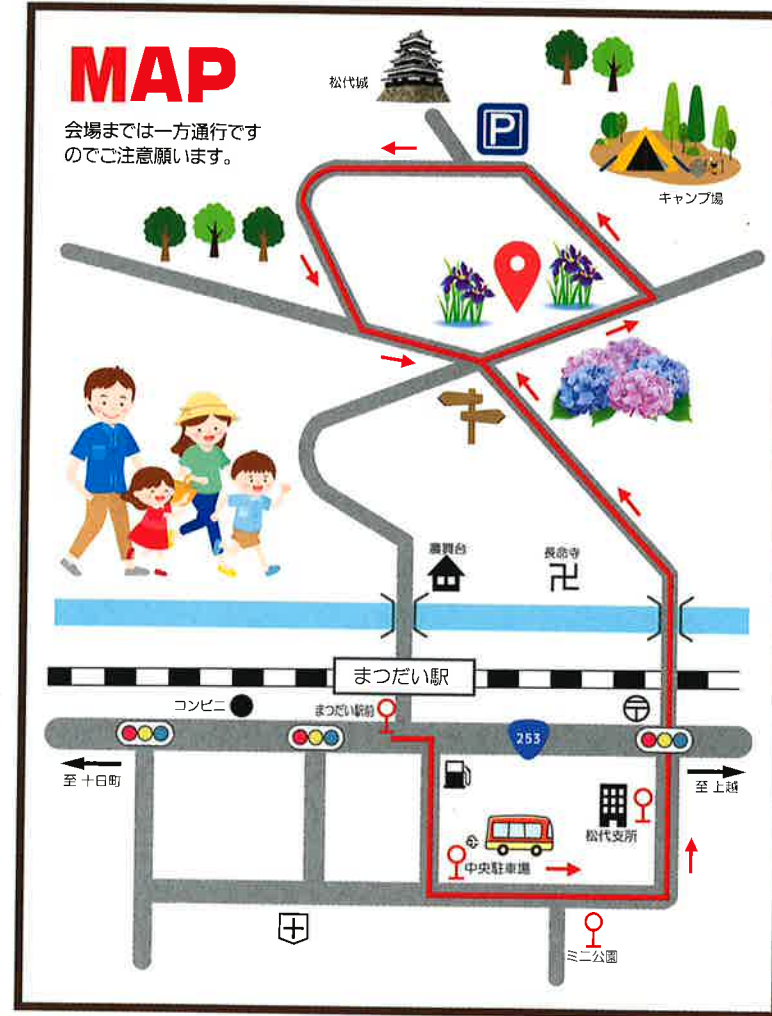 MAP
会場までは一方通行です
のでご注意願います。
松代城
P
キャンプ場
農舞台
長命寺
まつだい駅
コンビニ
まつだい駅前
253
至 十日町
至 上越
松代支所
中央駐車場
ミニ公園